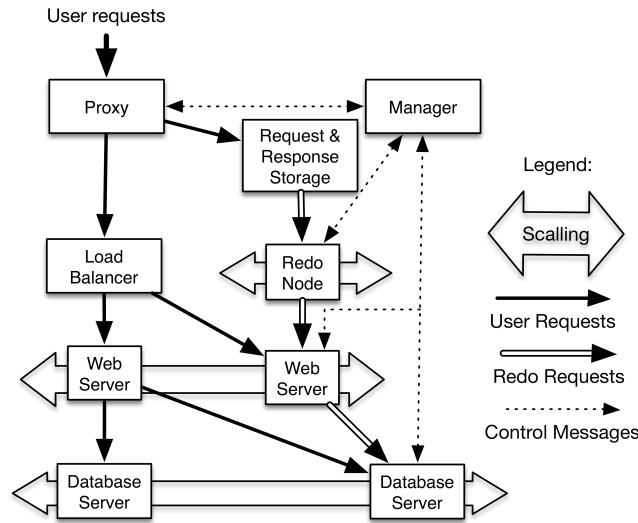 User requests
Proxy
Manager
Request &
Response
Storage
Legend:
Scalling
Load
Balancer
Redo
Node
User Requests
Web
Server
Web
Server
Redo Requests
Control Messages
Database
Server
Database
Server